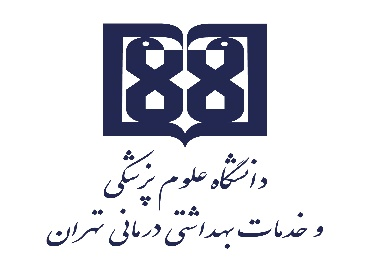 دانشگاه علوم پزشکی
و خدمات بهداشتی درمانی تهران